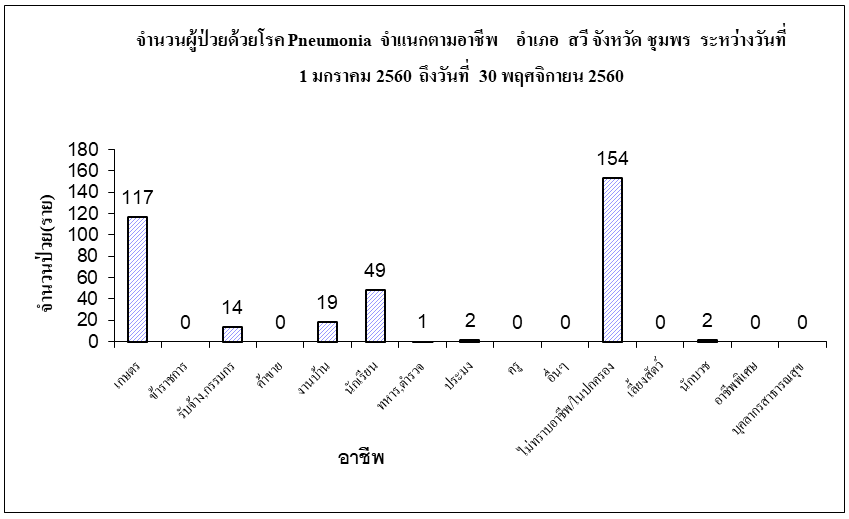 จำนวนผู้ป่วยด้วยโรค Pneumonia จำแนกตามอาชีพ อำเภอ สวี จังหวัด ชุมพร ระหว่างวันที่
1 มกราคม 2560 ถึงวันที่ 30 พฤศจิกายน 2560
จำนวนป่วย(ราย)
180
160
140
120
100
80
60
40
20
0
117
0
14
0
19
49
1
2
0
0
154
0
2
0
0
เกษตร
ข้าราชการ
รับจ้าง,กรรมกร
ค้าขาย
งานบ้าน
นักเรียน
ทหาร,ตำรวจ
ประมง
ครู
อื่นๆ
ไม่ทราบอาชีพ/ในปกครอง
เลี้ยงสัตว์
นักบวช
อาชีพพิเศษ
บุคลากรสาธารณสุข
อาชีพ